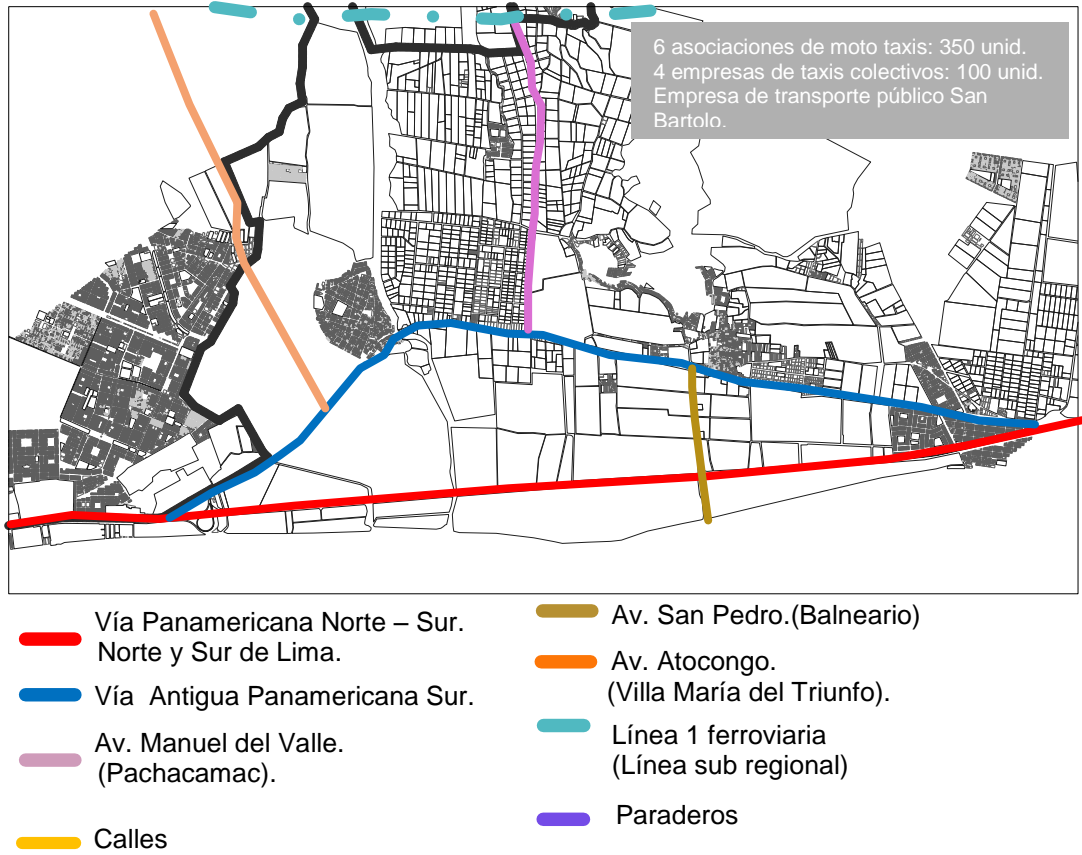 6 asociaciones de moto taxis: 350 unid.
4 empresas de taxis colectivos: 100 unid.
Empresa de transporte público San
Bartolo.
Vía Panamericana Norte – Sur.
Norte y Sur de Lima.
Vía Antigua Panamericana Sur.
Av. Manuel del Valle.
(Pachacamac).
Calles
Av. San Pedro.(Balneario)
Av. Atocongo.
(Villa María del Triunfo).
Línea 1 ferroviaria
(Línea sub regional)
Paraderos